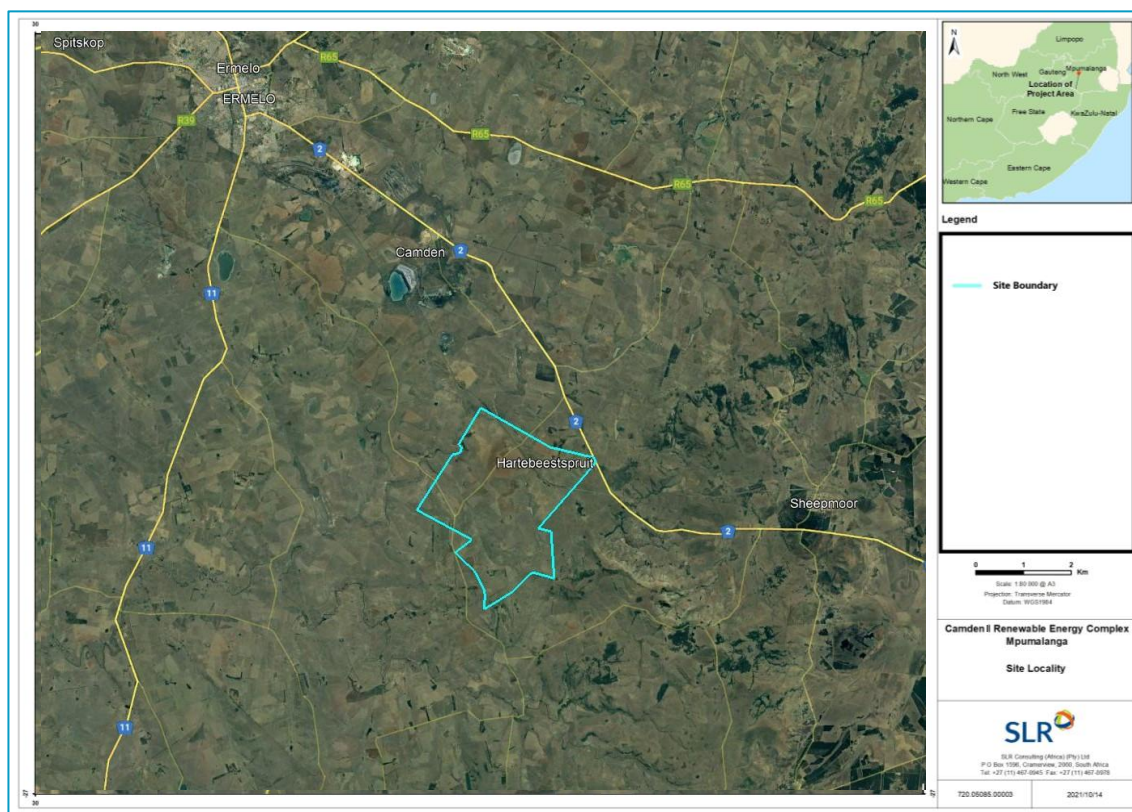 30
Spitskop
Ermelo
ERMELO
R65
R39
2
R65
R65
R65
Camden
2
11
2
Hartebeestspruit
Sheepmoor
2
11
11
-27
30
-27
N
Limpopo
North West
Gauteng
Mpumalanga
Location of
Project Area
Free State
KwaZulu-Natal
Northern Cape
Eastern Cape
Western Cape
Legend
Site Boundary
0 1 2
Km
Scale: 1:80 000 @ A3
Projection: Transverse Mercator
Datum: WGS1984
Camden II Renewable Energy Complex
Mpumalanga
Site Locality
SLR
SLR Consulting (Africa) (Pty) Ltd
P O Box 1596, Cramerview, 2060, South Africa
Tel: +27 (11) 467-0945 Fax: +27 (11) 467-0978
720.05085.00003
2021/10/14